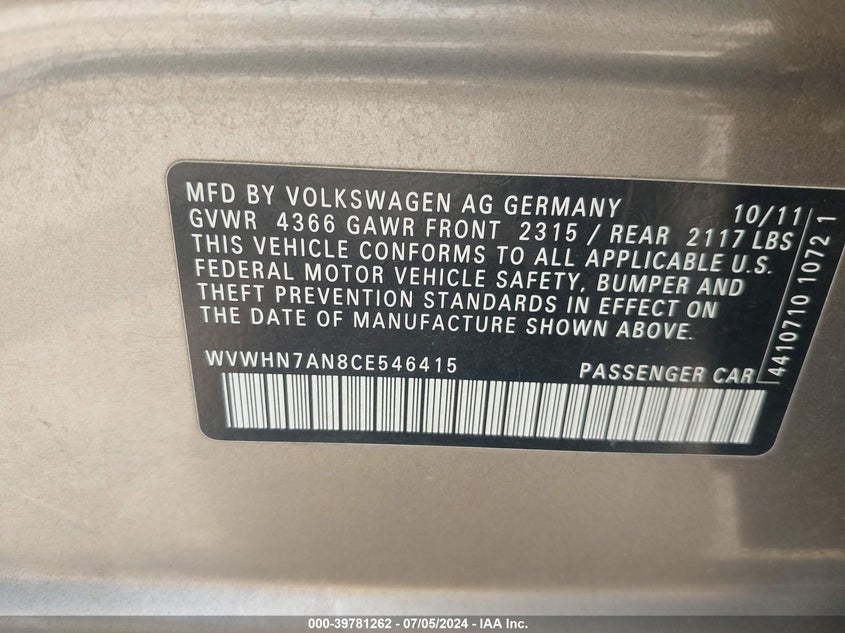 MFD BY VOLKSWAGEN AG GERMANY 10/11
GVWR 4366 GAWR FRONT 2315 / REAR 2117 LBS
THIS VEHICLE CONFORMS TO ALL APPLICABLE U.S.
FEDERAL MOTOR VEHICLE SAFETY, BUMPER AND
THEFT PREVENTION STANDARDS IN EFFECT ON
THE DATE OF MANUFACTURE SHOWN ABOVE.
WVWHN7AN8CE546415 PASSENGER CAR
4410710 1072 1
000-39781262 - 07/05/2024 - IAA Inc.